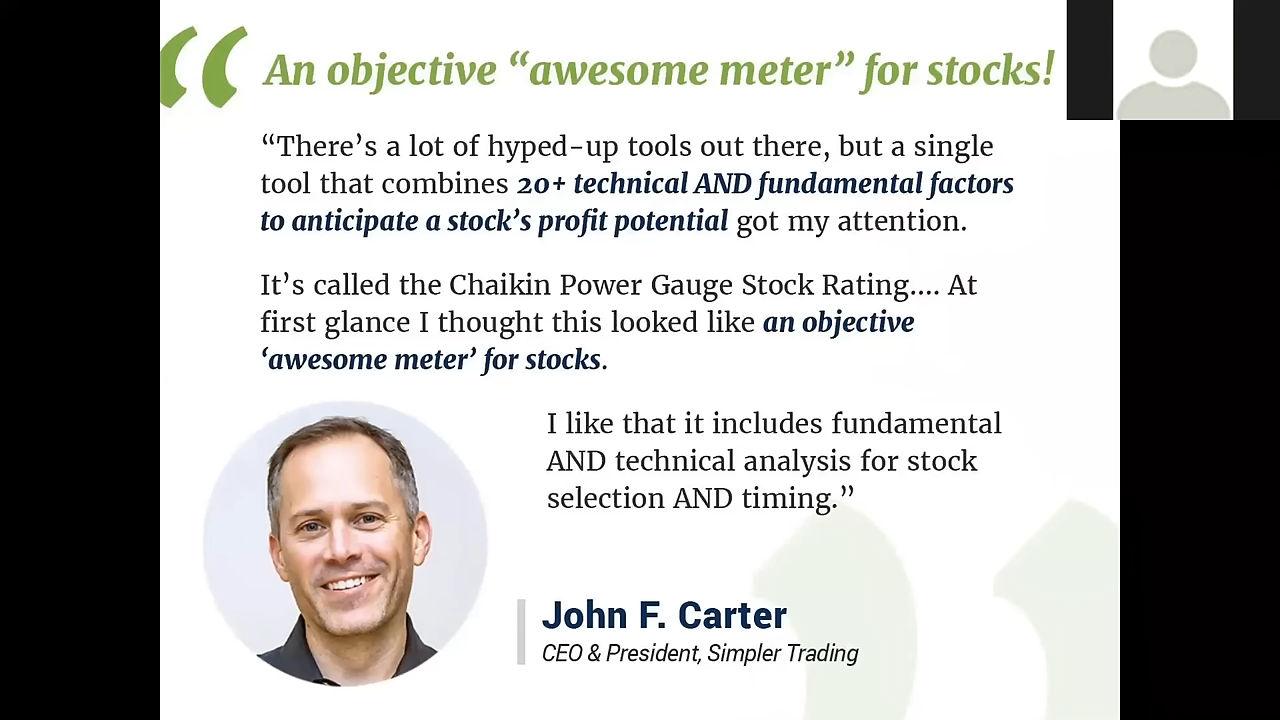 An objective “awesome meter” for stocks!
“There’s a lot of hyped-up tools out there, but a single
tool that combines 20+ technical AND fundamental factors
to anticipate a stock’s profit potential got my attention.
It’s called the Chaikin Power Gauge Stock Rating.... At
first glance I thought this looked like an objective
‘awesome meter’ for stocks.
I like that it includes fundamental
AND technical analysis for stock
selection AND timing.”
John F. Carter
CEO & President, Simpler Trading